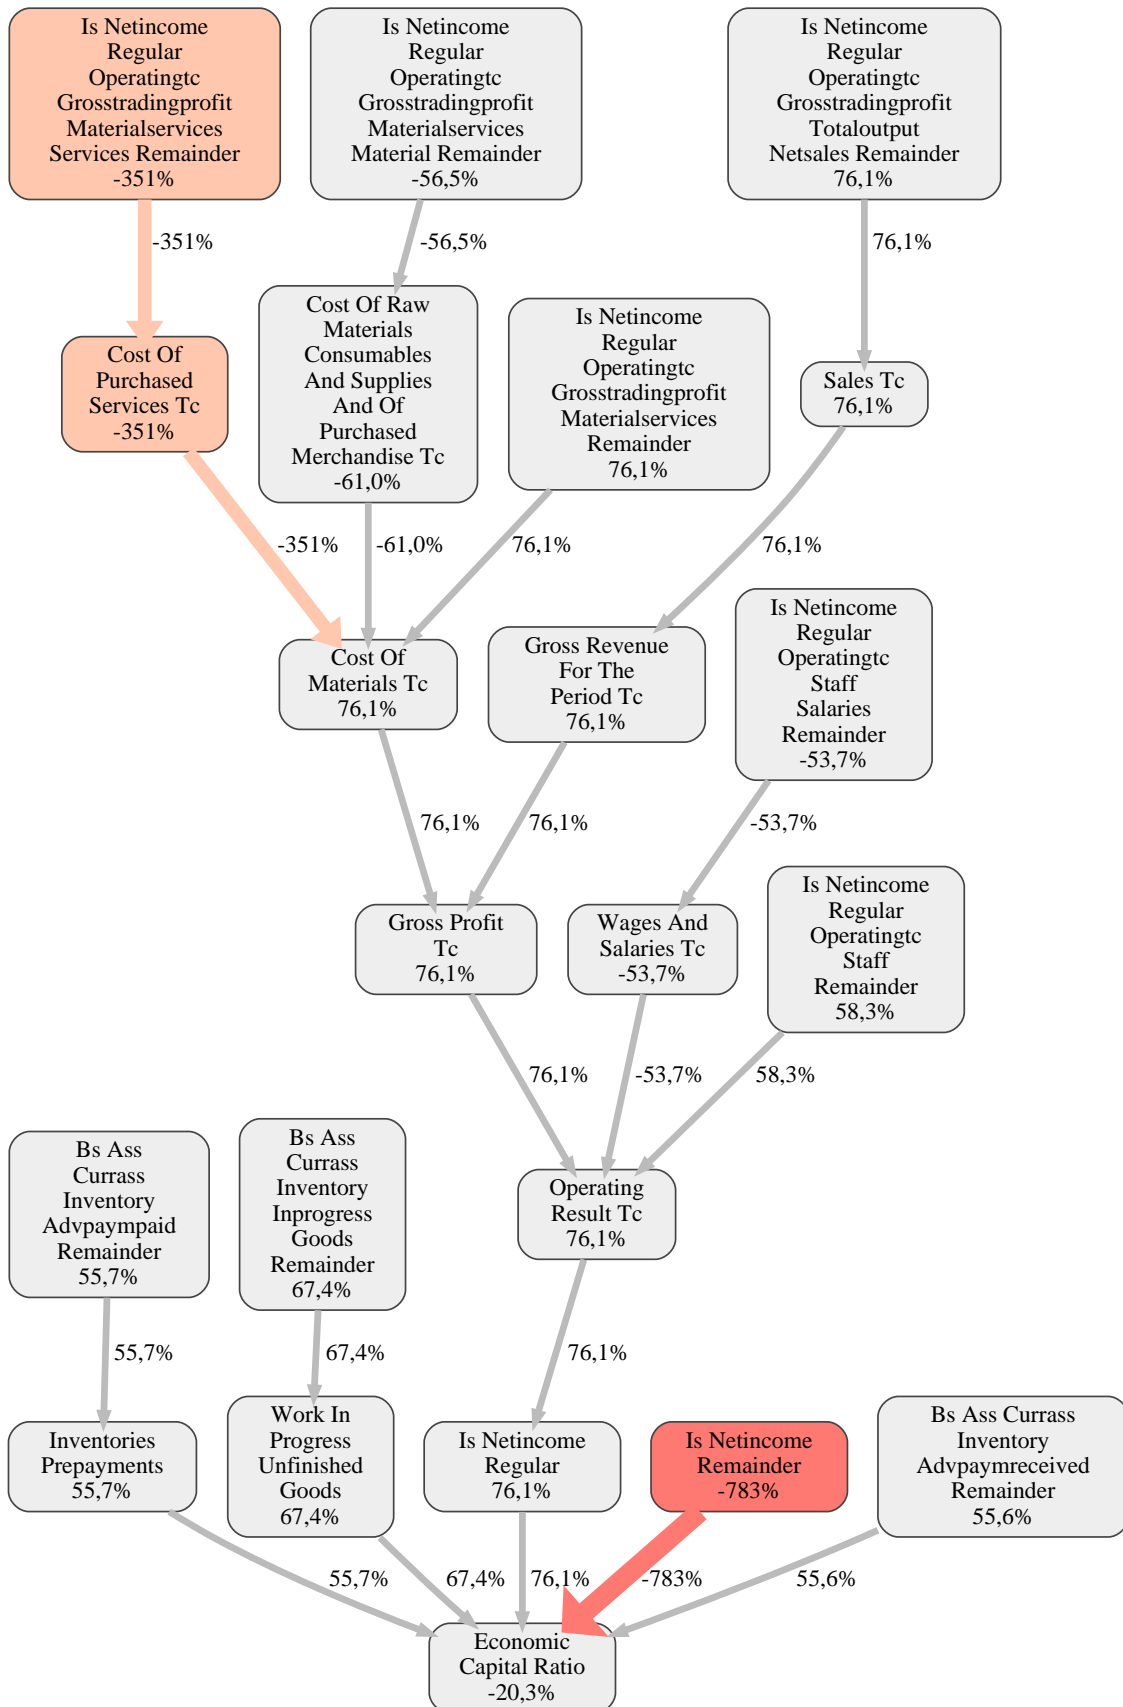 Is Netincome
Regular
Operatingtc
Grosstradingprofit
Materialservices
Services Remainder
-351%
Is Netincome
Regular
Operatingtc
Grosstradingprofit
Materialservices
Material Remainder
-56,5%
Is Netincome
Regular
Operatingtc
Grosstradingprofit
Totaloutput
Netsales Remainder
76,1%
-351%
-56,5%
76,1%
Cost Of
Purchased
Services Tc
-351%
Cost Of Raw
Materials
Consumables
And Supplies
And Of
Purchased
Merchandise Tc
-61,0%
Is Netincome
Regular
Operatingtc
Grosstradingprofit
Materialservices
Remainder
76,1%
Sales Tc
76,1%
-351%
-61,0%
76,1%
76,1%
Cost Of
Materials Tc
76,1%
Gross Revenue
For The
Period Tc
76,1%
Is Netincome
Regular
Operatingtc
Staff
Salaries
Remainder
-53,7%
76,1%
76,1%
-53,7%
Gross Profit
Tc
76,1%
Wages And
Salaries Tc
-53,7%
Is Netincome
Regular
Operatingtc
Staff
Remainder
58,3%
76,1%
-53,7%
58,3%
Bs Ass
Currass
Inventory
Advpaympaid
Remainder
55,7%
Bs Ass
Currass
Inventory
Inprogress
Goods
Remainder
67,4%
Operating
Result Tc
76,1%
55,7%
67,4%
76,1%
Inventories
Prepayments
55,7%
Work In
Progress
Unfinished
Goods
67,4%
Is Netincome
Regular
76,1%
Is Netincome
Remainder
-783%
Bs Ass Currass
Inventory
Advpaymreceived
Remainder
55,6%
55,7%
67,4%
76,1%
-783%
55,6%
Economic
Capital Ratio
-20,3%